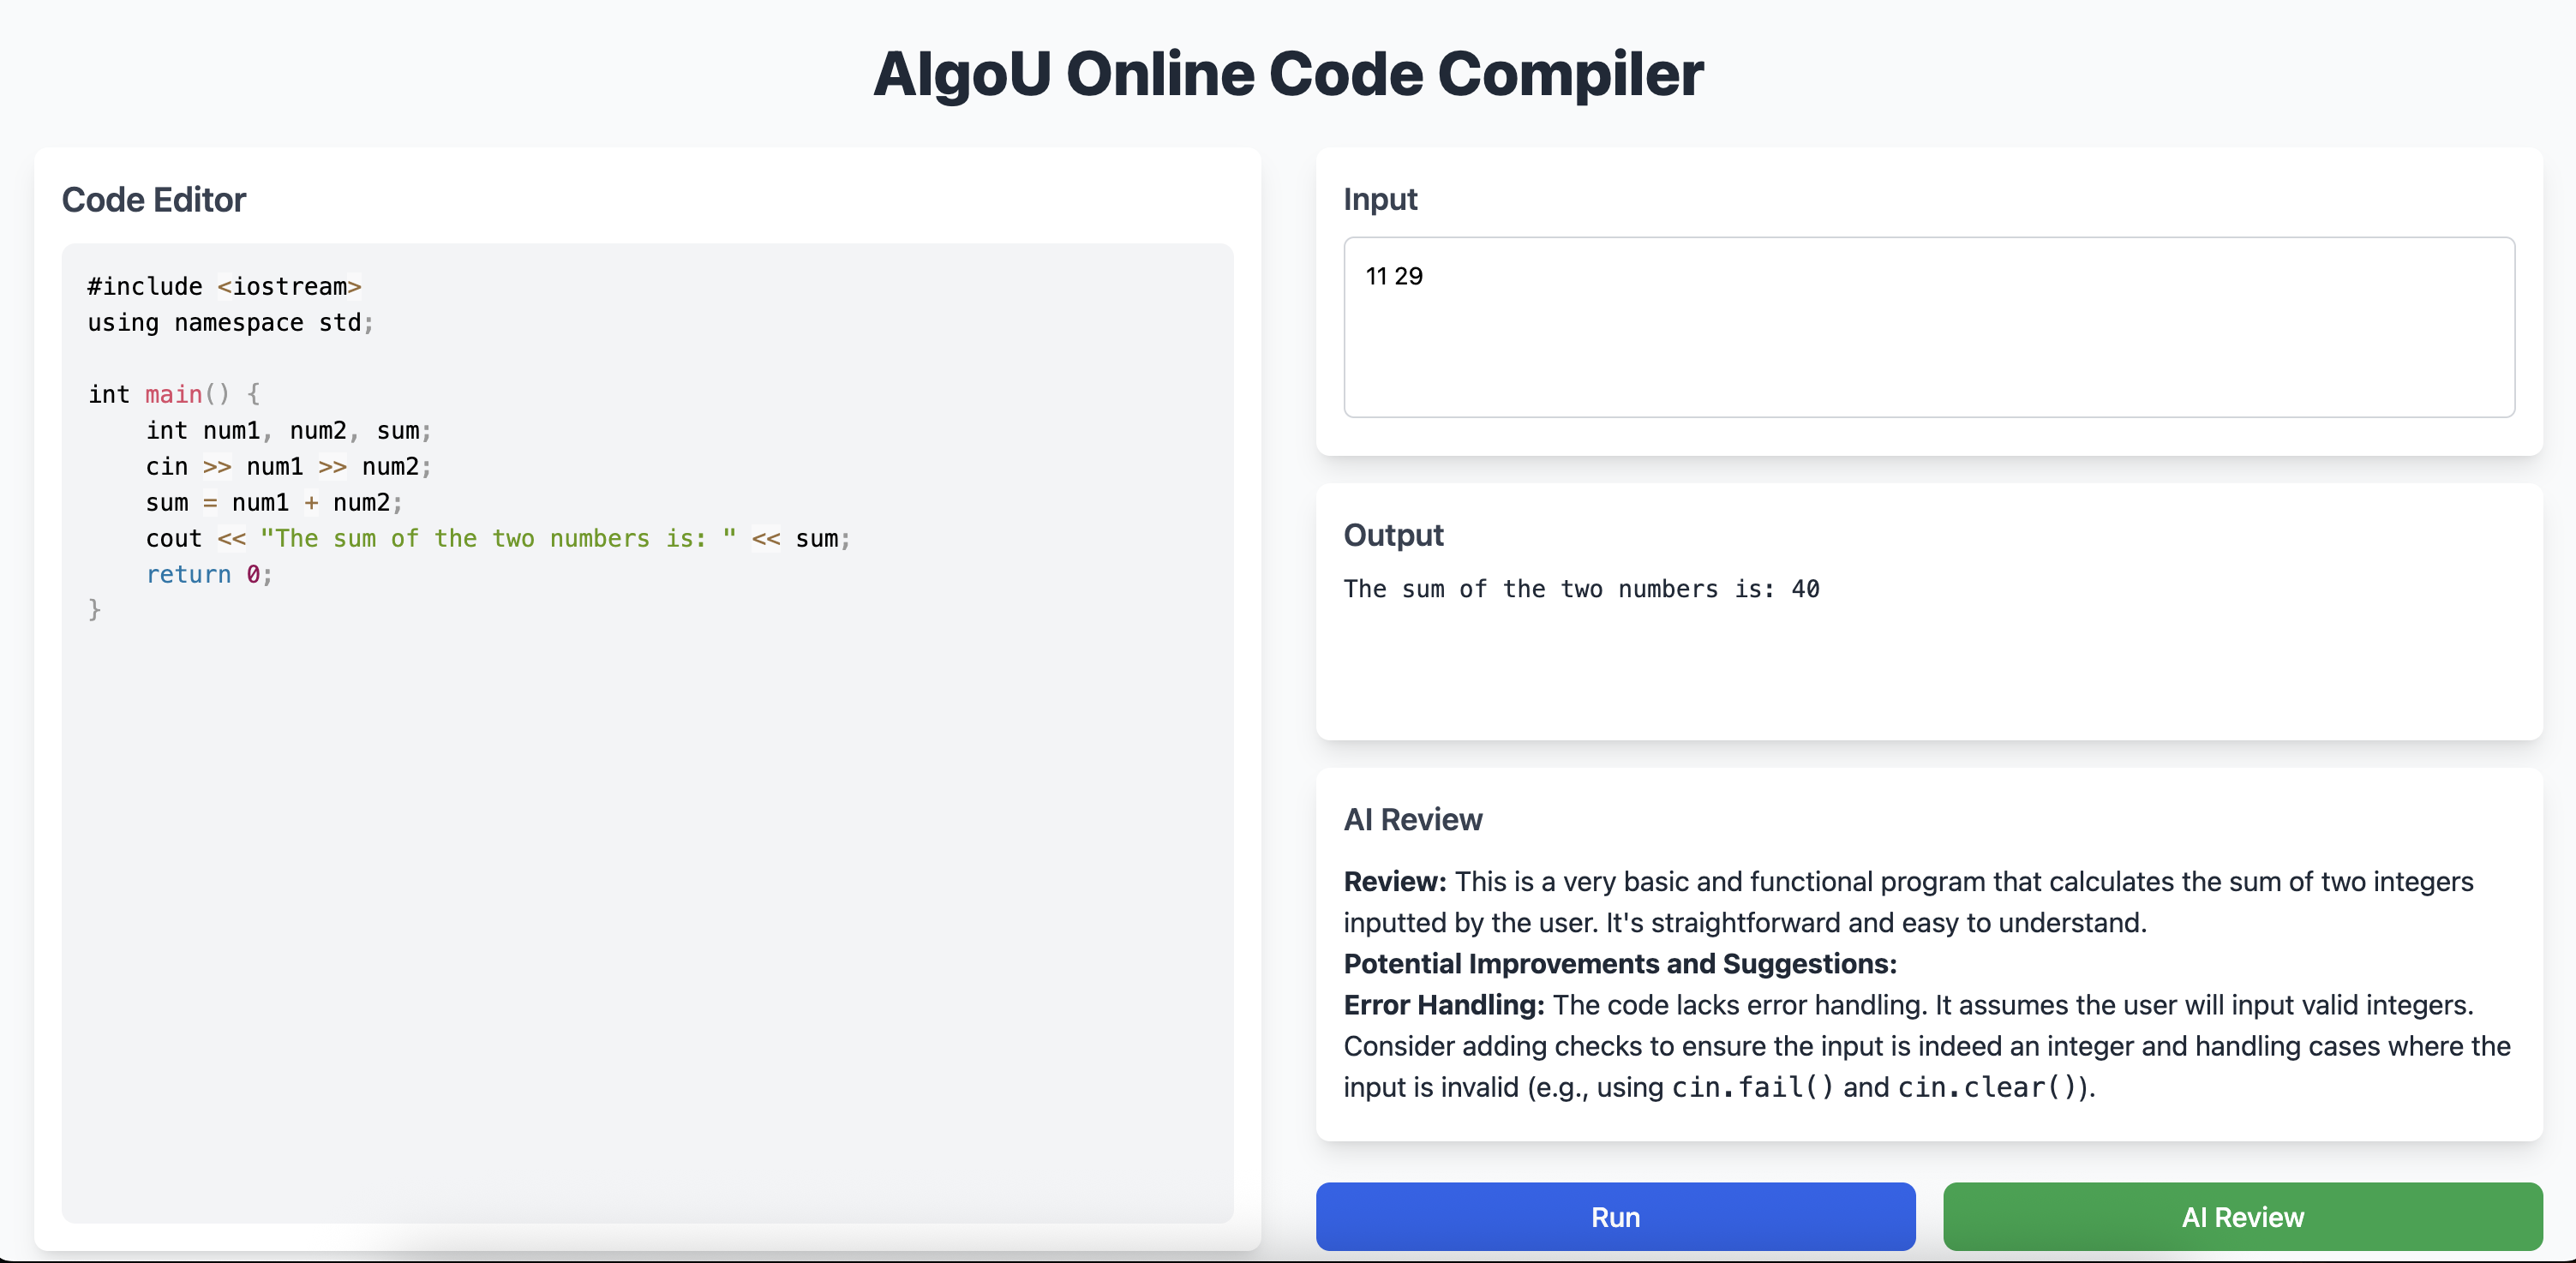 AlgoU Online Code Compiler
Code Editor
#include <iostream>
using namespace std;
int main() {
    int num1, num2, sum;
    cin >> num1 >> num2;
    sum = num1 + num2;
    cout << "The sum of the two numbers is: " << sum;
    return 0;
}
Input
11 29
Output
The sum of the two numbers is: 40
AI Review
Review: This is a very basic and functional program that calculates the sum of two integers
inputted by the user. It's straightforward and easy to understand.
Potential Improvements and Suggestions:
Error Handling: The code lacks error handling. It assumes the user will input valid integers.
Consider adding checks to ensure the input is indeed an integer and handling cases where the
input is invalid (e.g., using cin.fail() and cin.clear()).
Run
AI Review